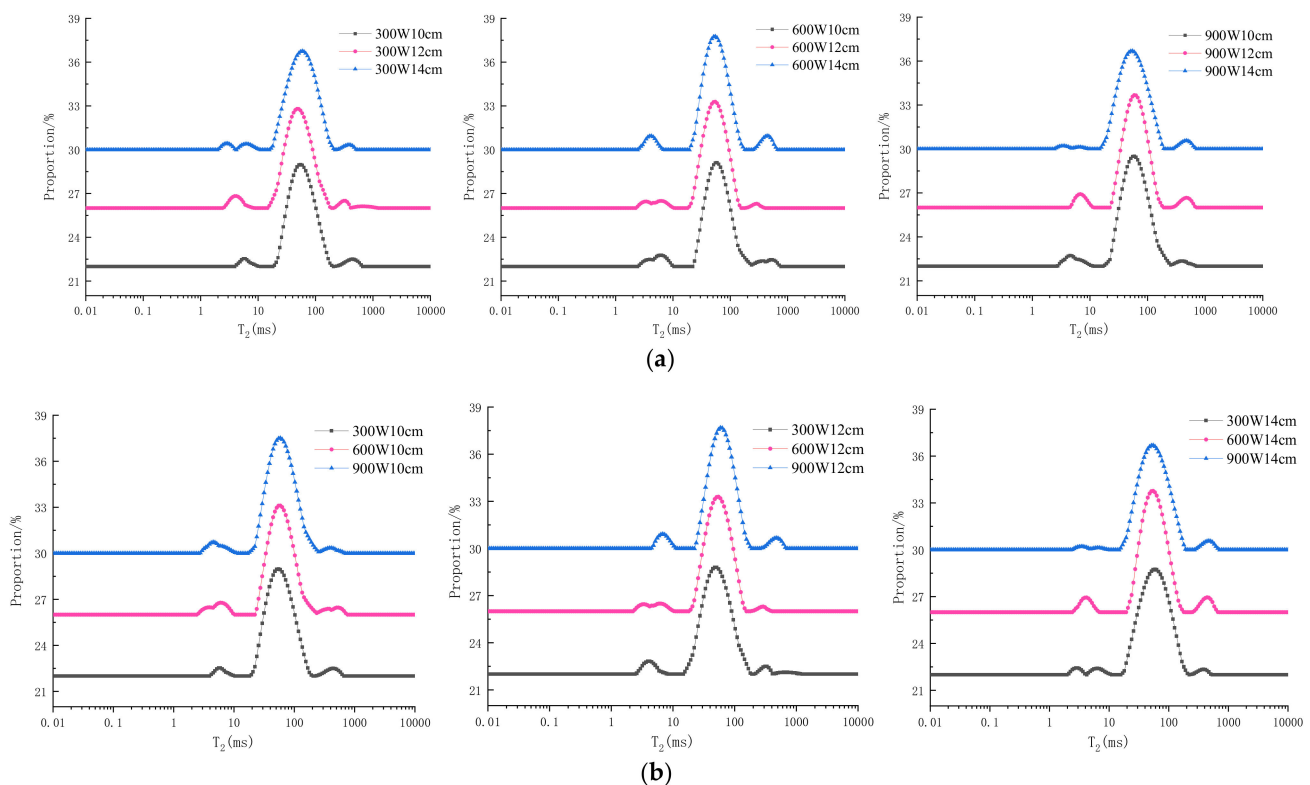 39
36
33
30
27
24
21
Proportion/%
300W10cm
300W12cm
300W14cm
0.01 0.1 1 10 100 1000 10000
T2(ms)
39
36
33
30
27
24
21
Proportion/%
600W10cm
600W12cm
600W14cm
0.01 0.1 1 10 100 1000 10000
T2(ms)
39
36
33
30
27
24
21
Proportion/%
900W10cm
900W12cm
900W14cm
0.01 0.1 1 10 100 1000 10000
T2(ms)
(a)
39
36
33
30
27
24
21
Proportion/%
300W10cm
600W10cm
900W10cm
0.01 0.1 1 10 100 1000 10000
T2(ms)
39
36
33
30
27
24
21
Proportion/%
300W12cm
600W12cm
900W12cm
0.01 0.1 1 10 100 1000 10000
T2(ms)
39
36
33
30
27
24
21
Proportion/%
300W14cm
600W14cm
900W14cm
0.01 0.1 1 10 100 1000 10000
T2(ms)
(b)